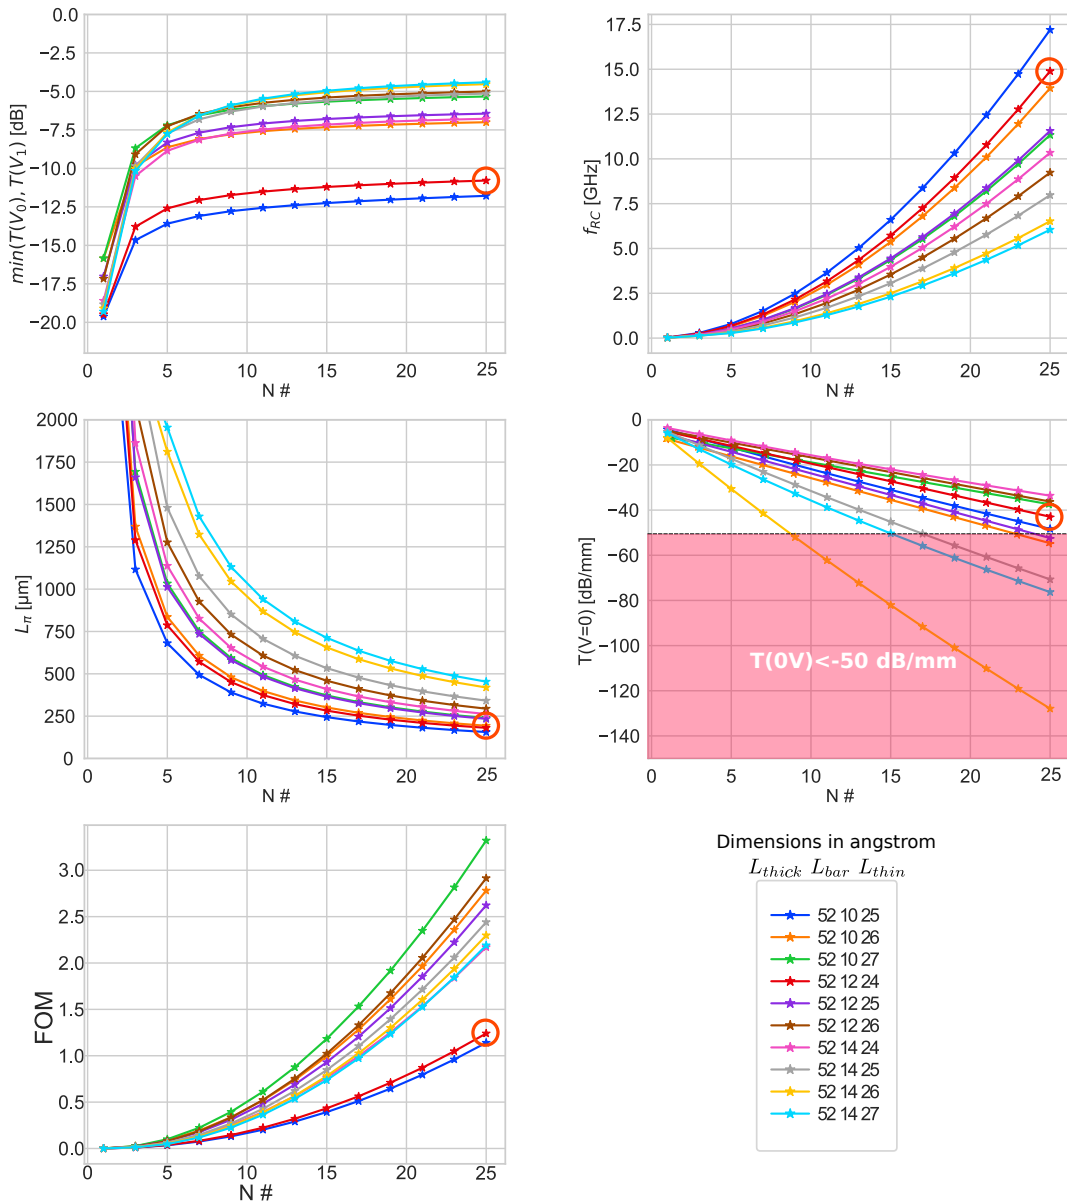 0.0
−2.5
−5.0
−7.5
−10.0
−12.5
−15.0
−17.5
−20.0
min(T(V₀), T(V₁) [dB]
0 5 10 15 20 25
N #
17.5
15.0
12.5
10.0
7.5
5.0
2.5
0.0
f_RC [GHz]
0 5 10 15 20 25
N #
2000
1750
1500
1250
1000
750
500
250
0
L_π [μm]
0 5 10 15 20 25
N #
0
−20
−40
−60
−80
−100
−120
−140
T(V=0) [dB/mm]
T(0V)<-50 dB/mm
0 5 10 15 20 25
N #
3.0
2.5
2.0
1.5
1.0
0.5
0.0
FOM
0 5 10 15 20 25
N #
Dimensions in angstrom
L_thick L_bar L_thin
52 10 25
52 10 26
52 10 27
52 12 24
52 12 25
52 12 26
52 14 24
52 14 25
52 14 26
52 14 27